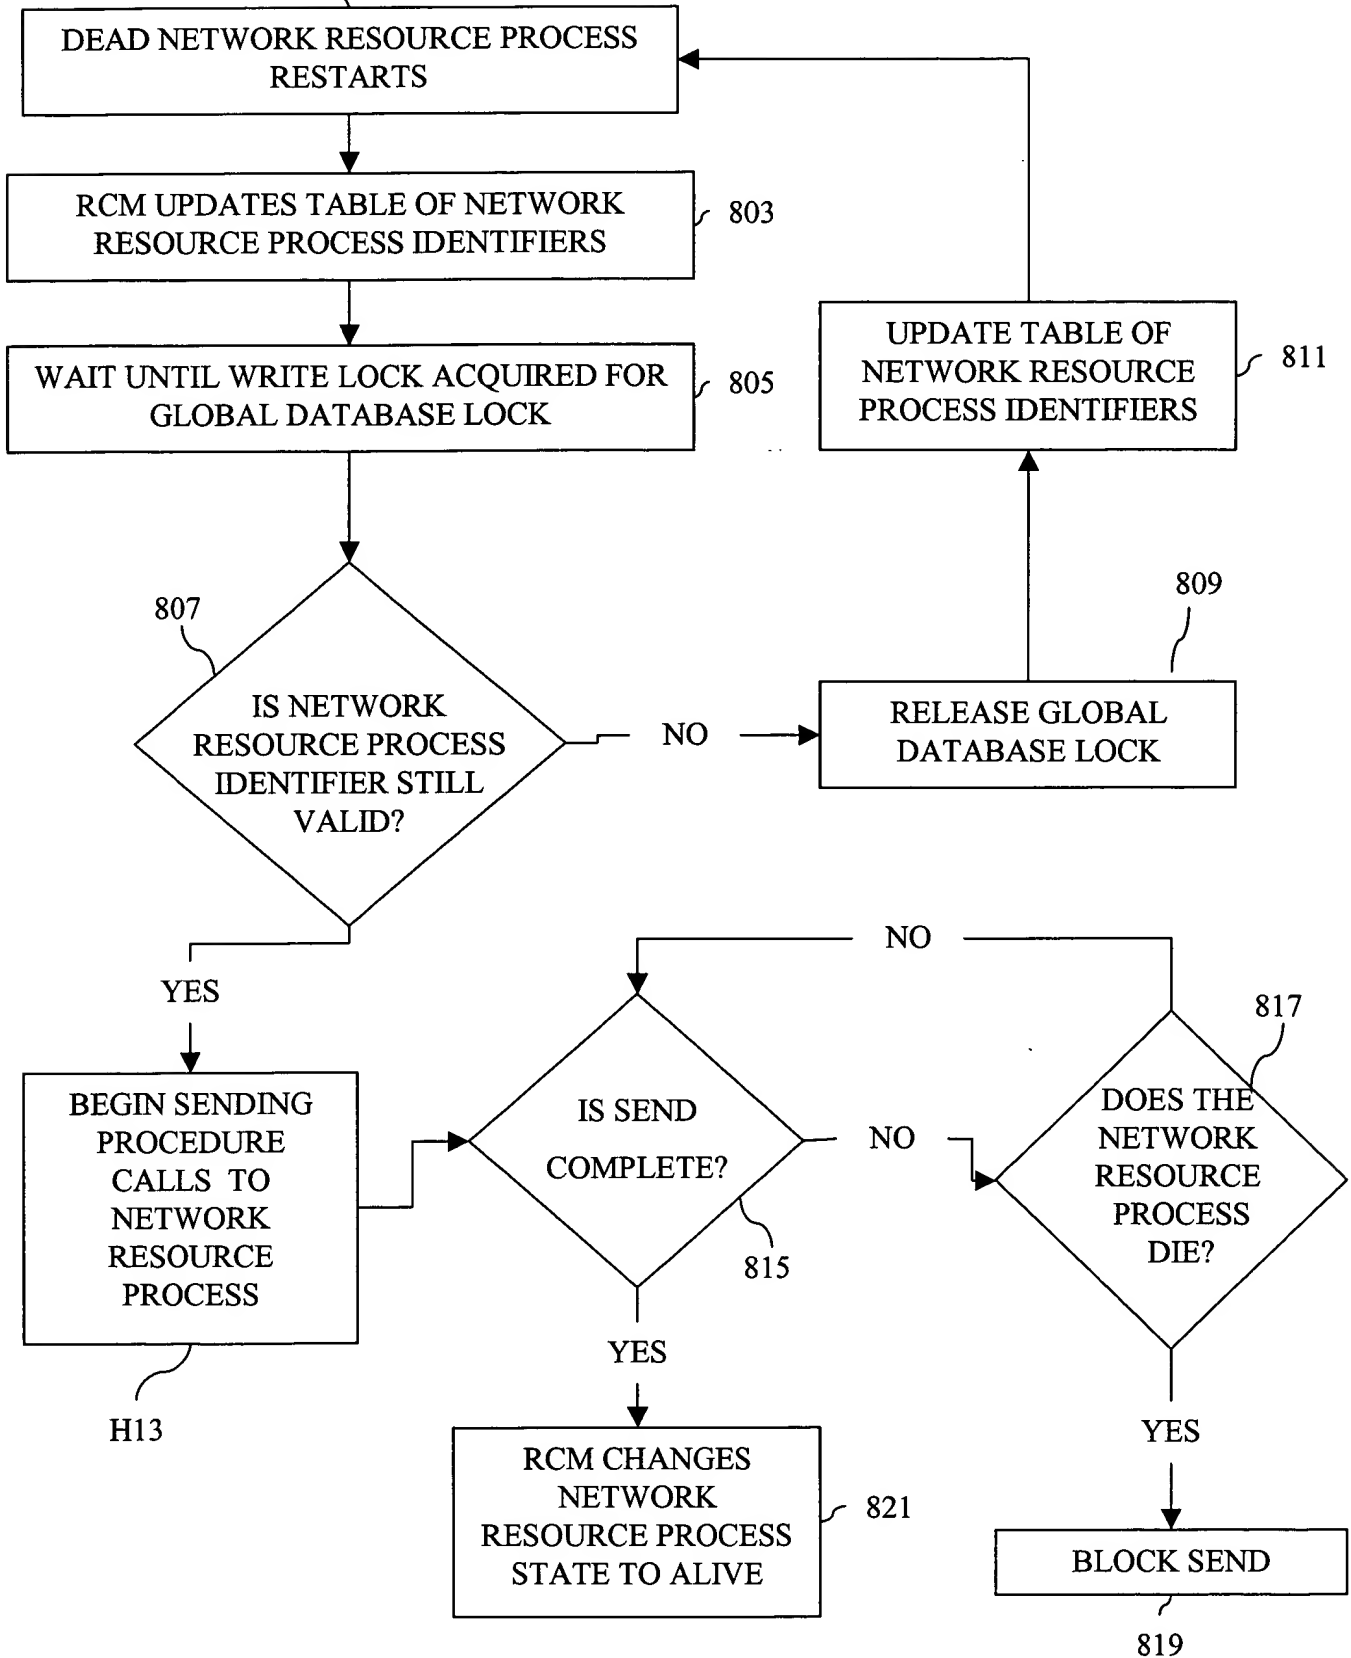 DEAD NETWORK RESOURCE PROCESS
RESTARTS
RCM UPDATES TABLE OF NETWORK
RESOURCE PROCESS IDENTIFIERS
803
WAIT UNTIL WRITE LOCK ACQUIRED FOR
GLOBAL DATABASE LOCK
805
UPDATE TABLE OF
NETWORK RESOURCE
PROCESS IDENTIFIERS
811
807
IS NETWORK
RESOURCE PROCESS
IDENTIFIER STILL
VALID?
NO
809
RELEASE GLOBAL
DATABASE LOCK
YES
BEGIN SENDING
PROCEDURE
CALLS TO
NETWORK
RESOURCE
PROCESS
H13
IS SEND
COMPLETE?
815
NO
NO
817
DOES THE
NETWORK
RESOURCE
PROCESS
DIE?
YES
RCM CHANGES
NETWORK
RESOURCE PROCESS
STATE TO ALIVE
821
YES
BLOCK SEND
819